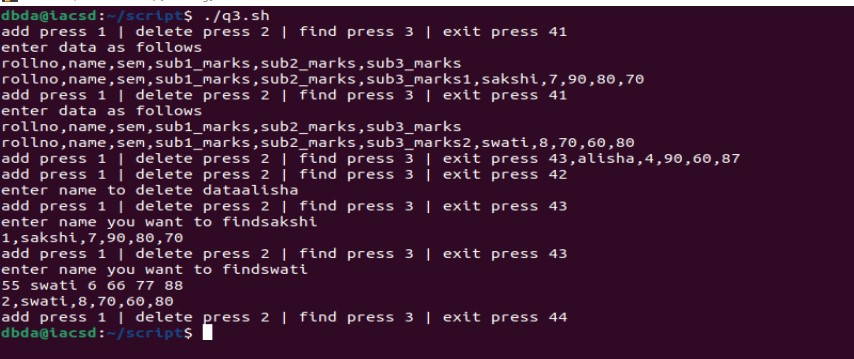 dbda@iacsd:~/script$ ./q3.sh
add press 1 | delete press 2 | find press 3 | exit press 41
enter data as follows
rollno,name,sem,sub1_marks,sub2_marks,sub3_marks
rollno,name,sem,sub1_marks,sub2_marks,sub3_marks1,sakshi,7,90,80,70
add press 1 | delete press 2 | find press 3 | exit press 41
enter data as follows
rollno,name,sem,sub1_marks,sub2_marks,sub3_marks
rollno,name,sem,sub1_marks,sub2_marks,sub3_marks2,swati,8,70,60,80
add press 1 | delete press 2 | find press 3 | exit press 43,alisha,4,90,60,87
add press 1 | delete press 2 | find press 3 | exit press 42
enter name to delete dataalisha
add press 1 | delete press 2 | find press 3 | exit press 43
enter name you want to findsakshi
1,sakshi,7,90,80,70
add press 1 | delete press 2 | find press 3 | exit press 43
enter name you want to findswati
55 swati 6 66 77 88
2,swati,8,70,60,80
add press 1 | delete press 2 | find press 3 | exit press 44
dbda@iacsd:~/script$